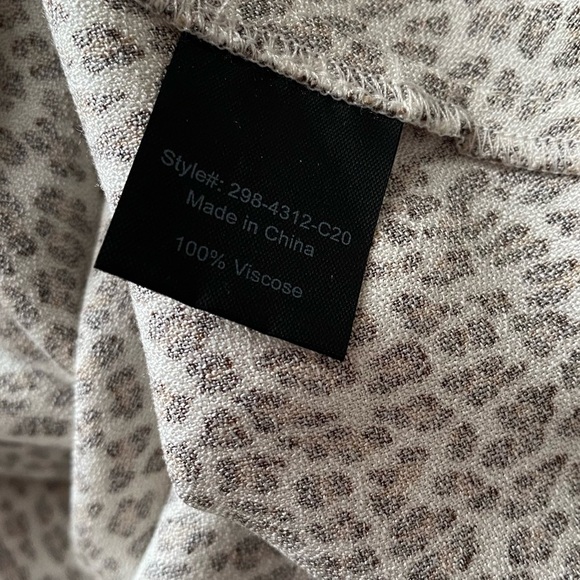 Style#: 298-4312-C20
Made in China
100% Viscose